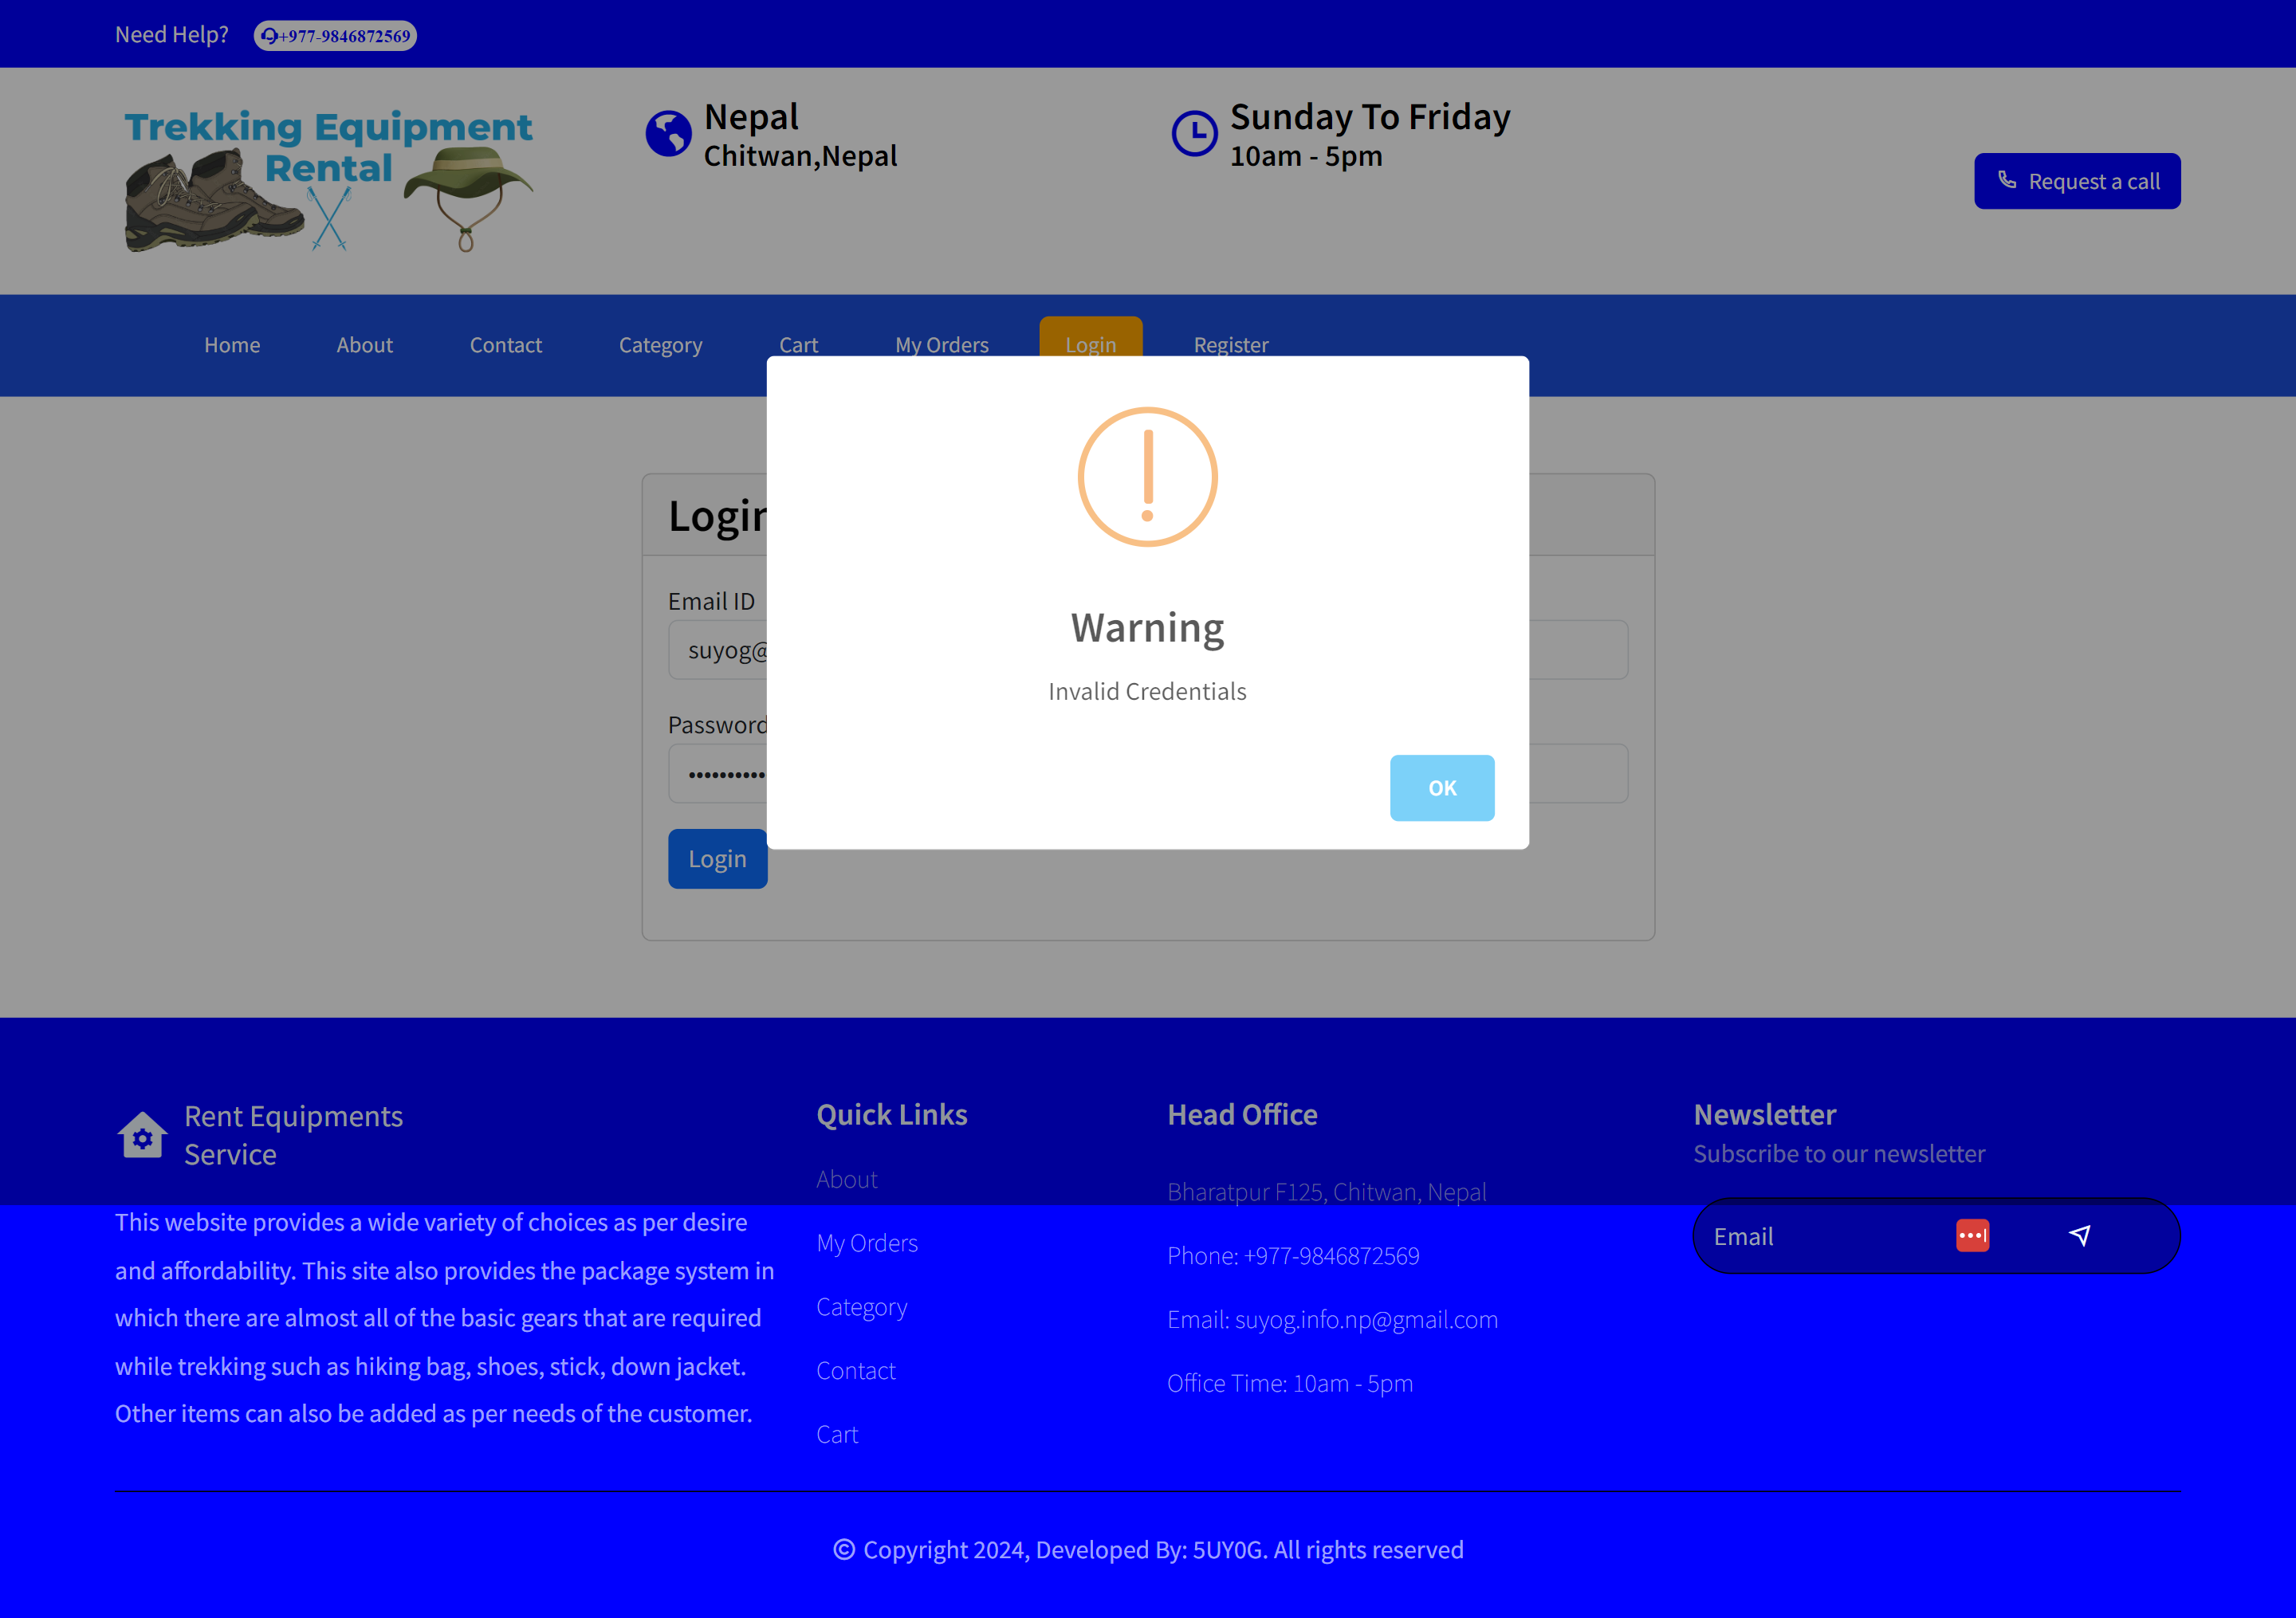 Need Help?
+977-9846872569
Trekking Equipment
Rental
Nepal
Chitwan,Nepal
Sunday To Friday
10am - 5pm
Request a call
Home
About
Contact
Category
Cart
My Orders
Login
Register
Login
Email ID
suyog@
Password
Login
Warning
Invalid Credentials
OK
Rent Equipments
Service
This website provides a wide variety of choices as per desire
and affordability. This site also provides the package system in
which there are almost all of the basic gears that are required
while trekking such as hiking bag, shoes, stick, down jacket.
Other items can also be added as per needs of the customer.
Quick Links
About
My Orders
Category
Contact
Cart
Head Office
Bharatpur F125, Chitwan, Nepal
Phone: +977-9846872569
Email: suyog.info.np@gmail.com
Office Time: 10am - 5pm
Newsletter
Subscribe to our newsletter
Email
© Copyright 2024, Developed By: 5UY0G. All rights reserved